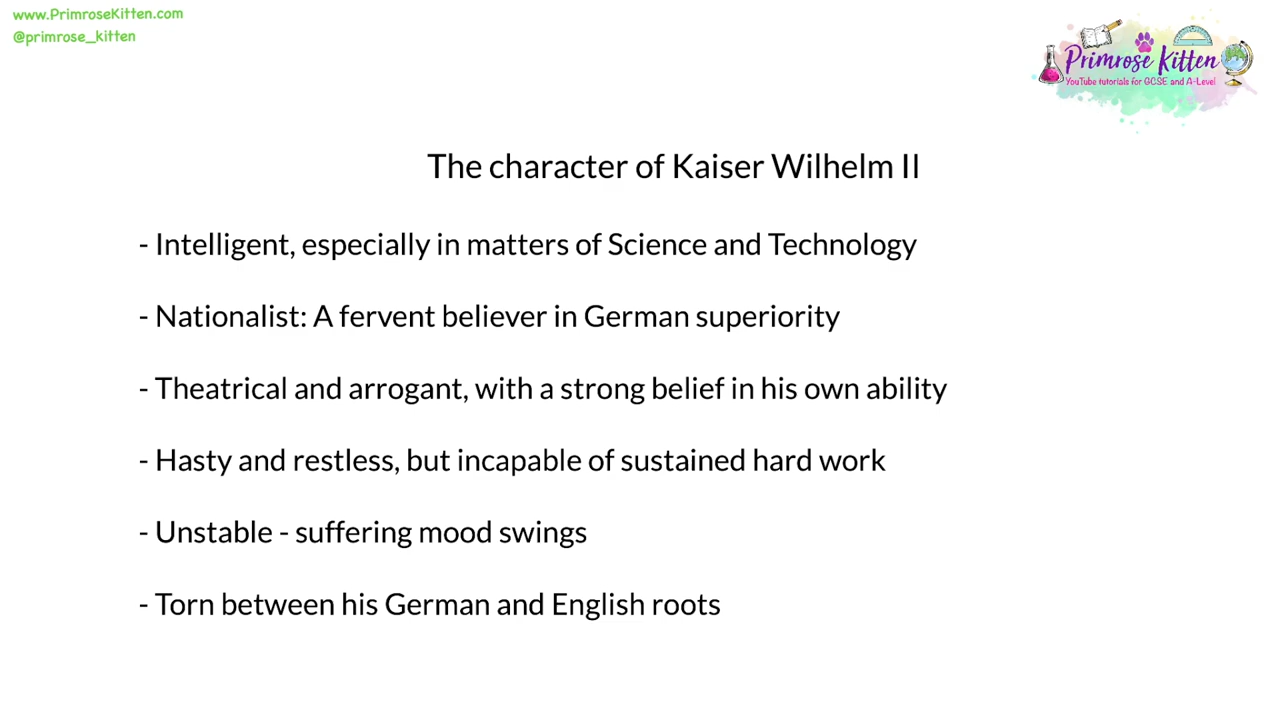 www.PrimroseKitten.com
@primrose_kitten
Primrose Kitten
YouTube tutorials for GCSE and A-Level
The character of Kaiser Wilhelm II
- Intelligent, especially in matters of Science and Technology
- Nationalist: A fervent believer in German superiority
- Theatrical and arrogant, with a strong belief in his own ability
- Hasty and restless, but incapable of sustained hard work
- Unstable - suffering mood swings
- Torn between his German and English roots